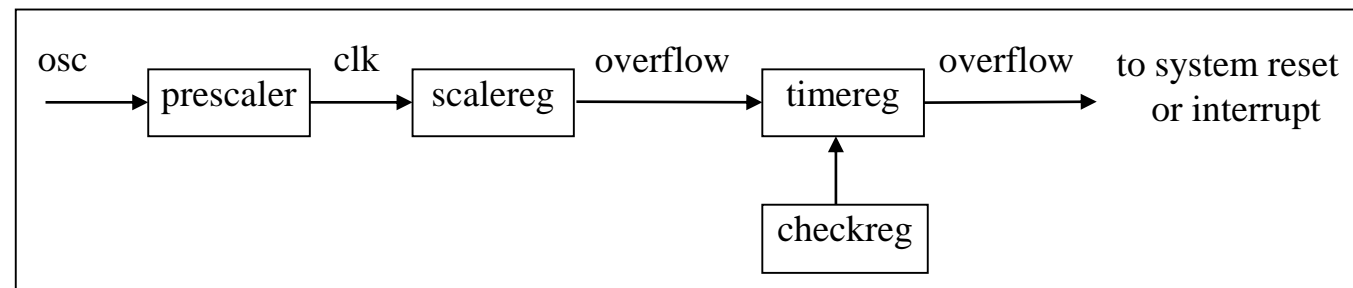 osc
prescaler
clk
scalereg
overflow
timereg
overflow
to system reset
or interrupt
checkreg